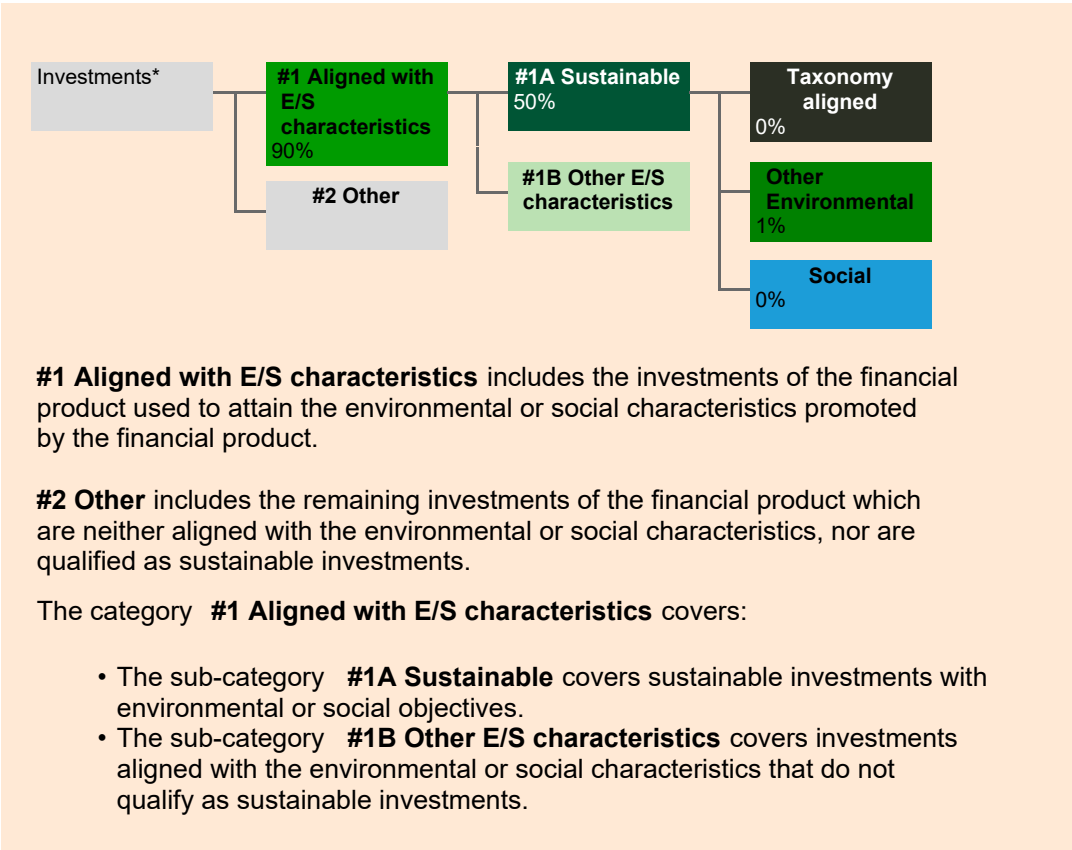 Investments*
#1 Aligned with
E/S
characteristics
90%
#2 Other
#1A Sustainable
50%
#1B Other E/S
characteristics
Taxonomy
aligned
0%
Other
Environmental
1%
Social
0%
#1 Aligned with E/S characteristics includes the investments of the financial
product used to attain the environmental or social characteristics promoted
by the financial product.
#2 Other includes the remaining investments of the financial product which
are neither aligned with the environmental or social characteristics, nor are
qualified as sustainable investments.
The category #1 Aligned with E/S characteristics covers:
• The sub-category #1A Sustainable covers sustainable investments with
environmental or social objectives.
• The sub-category #1B Other E/S characteristics covers investments
aligned with the environmental or social characteristics that do not
qualify as sustainable investments.